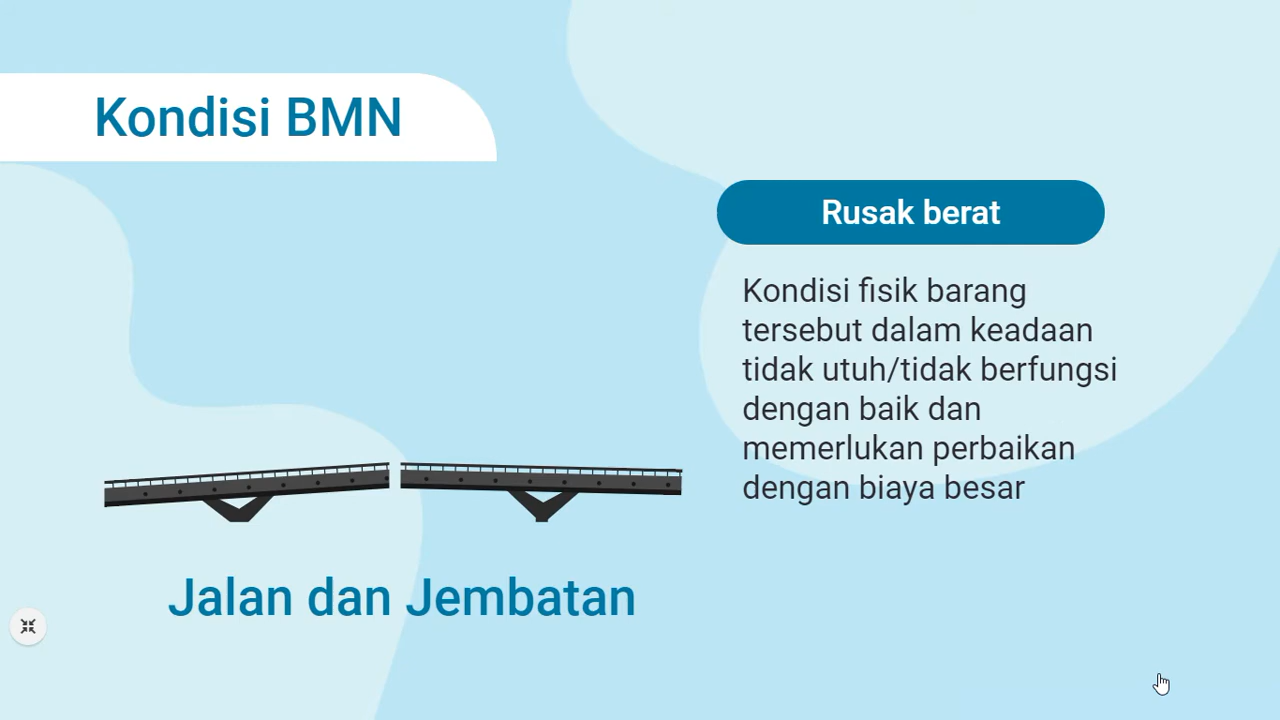 Kondisi BMN
Rusak berat
Kondisi fisik barang
tersebut dalam keadaan
tidak utuh/tidak berfungsi
dengan baik dan
memerlukan perbaikan
dengan biaya besar
Jalan dan Jembatan